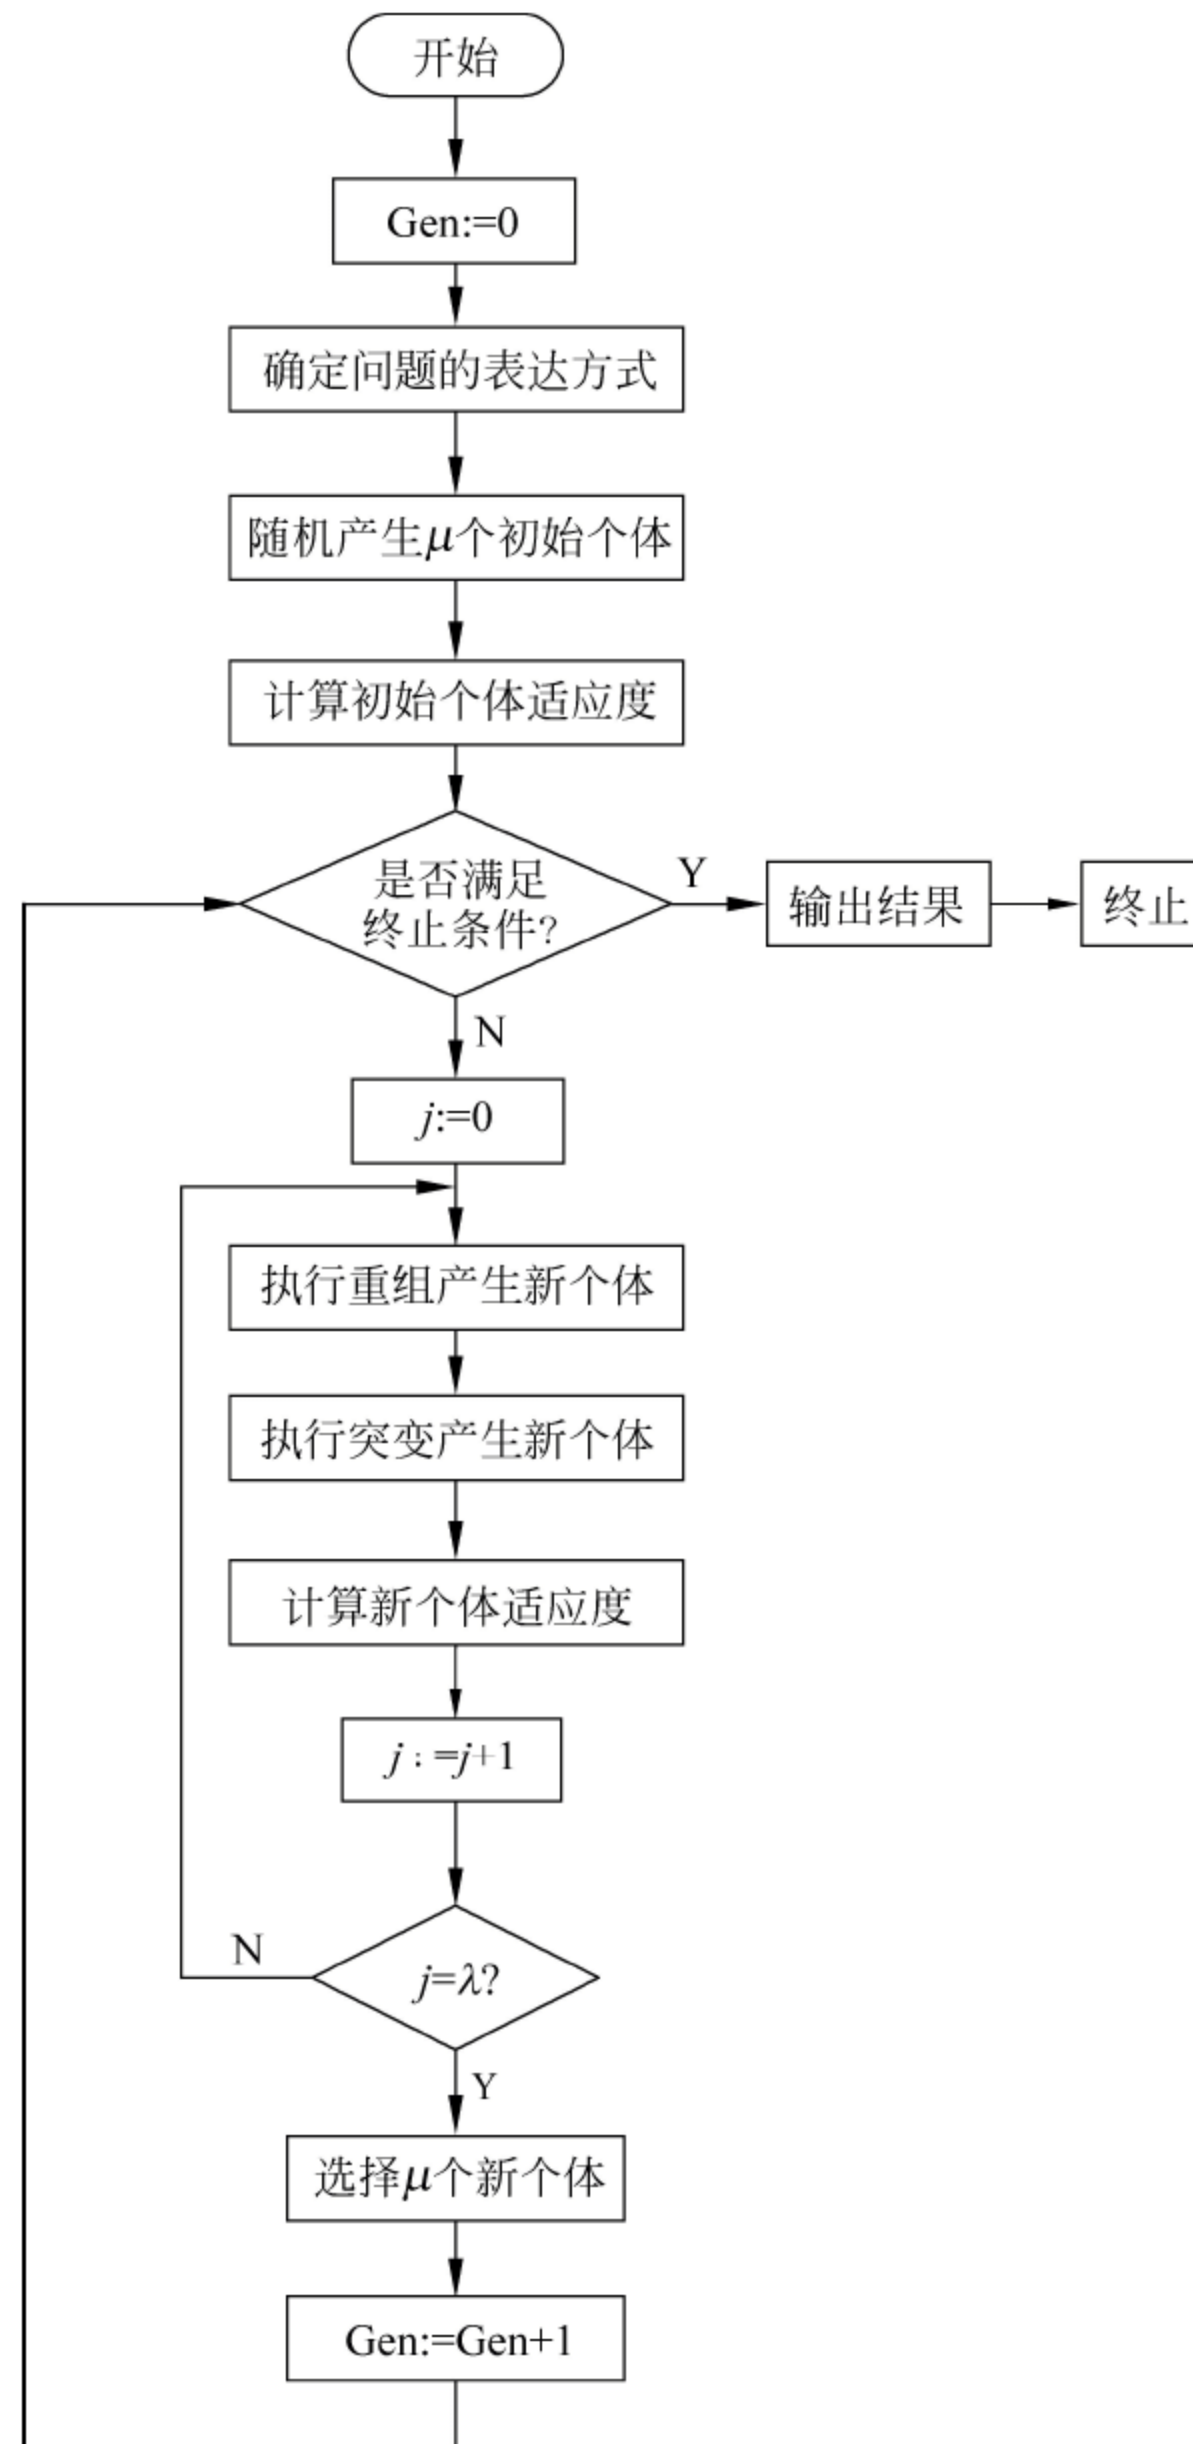 开始
Gen:=0
确定问题的表达方式
随机产生μ个初始个体
计算初始个体适应度
是否满足
终止条件?
Y
输出结果
终止
N
j:=0
执行重组产生新个体
执行突变产生新个体
计算新个体适应度
j:=j+1
N
j=λ?
Y
选择μ个新个体
Gen:=Gen+1